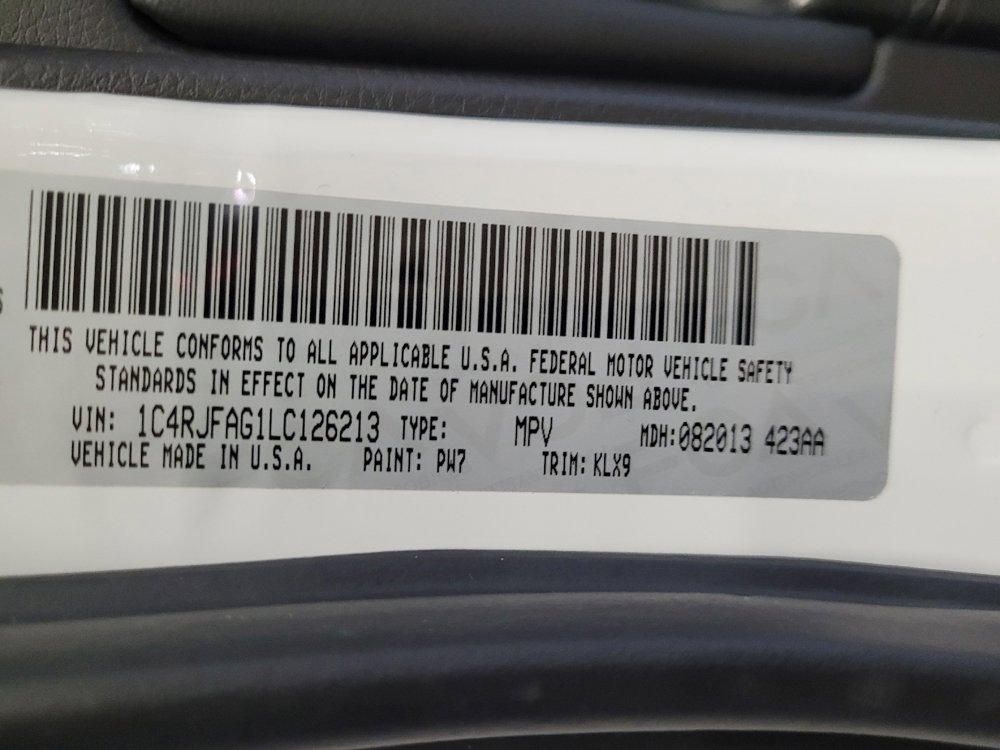 THIS VEHICLE CONFORMS TO ALL APPLICABLE U.S.A. FEDERAL MOTOR VEHICLE SAFETY
STANDARDS IN EFFECT ON THE DATE OF MANUFACTURE SHOWN ABOVE.
VIN: 1C4RJFAG1LC126213 TYPE: MPV MDH:082013 423AA
VEHICLE MADE IN U.S.A. PAINT: PW7 TRIM: KLX9